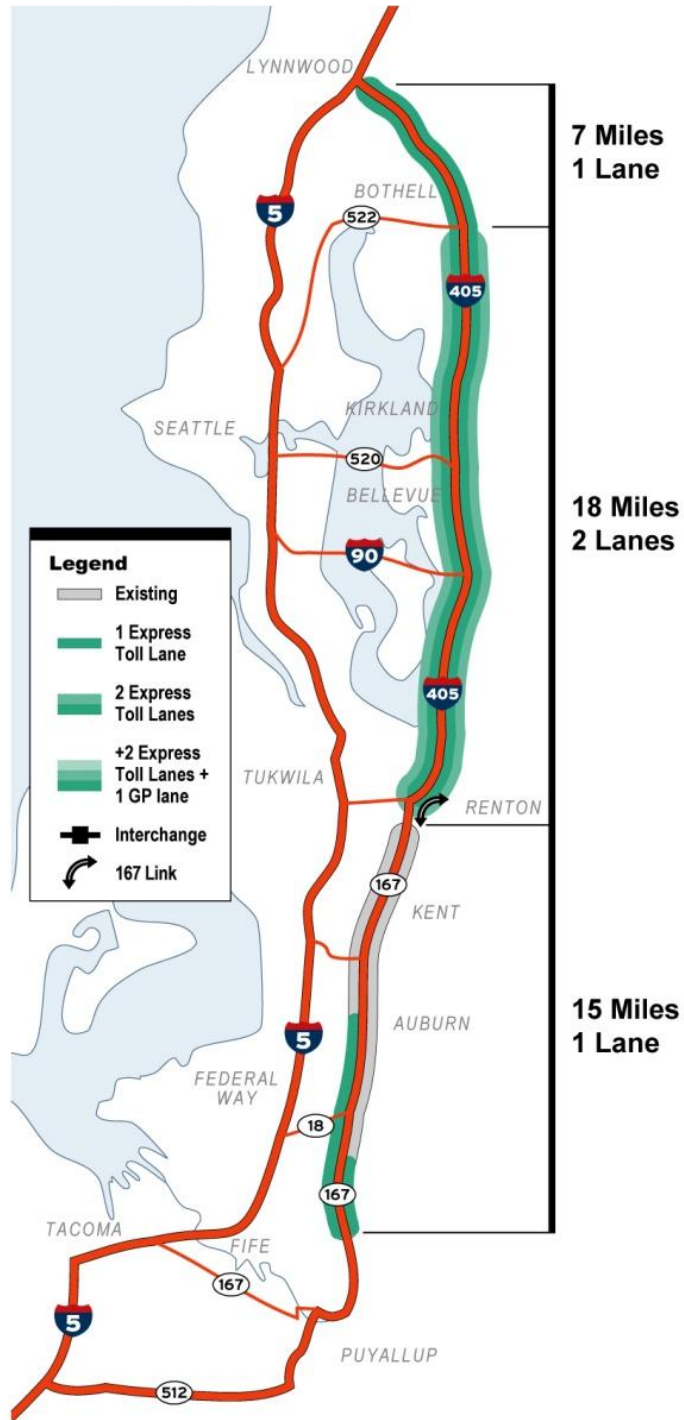 LYNNWOOD
7 Miles
1 Lane
BOTHELL
5
522
405
KIRKLAND
SEATTLE
520
BELLEVUE
18 Miles
2 Lanes
90
Legend
Existing
1 Express
Toll Lane
2 Express
Toll Lanes
+2 Express
Toll Lanes +
1 GP lane
Interchange
167 Link
405
TUKWILA
RENTON
167
KENT
15 Miles
1 Lane
AUBURN
5
FEDERAL
WAY
18
167
TACOMA
FIFE
167
5
PUYALLUP
512